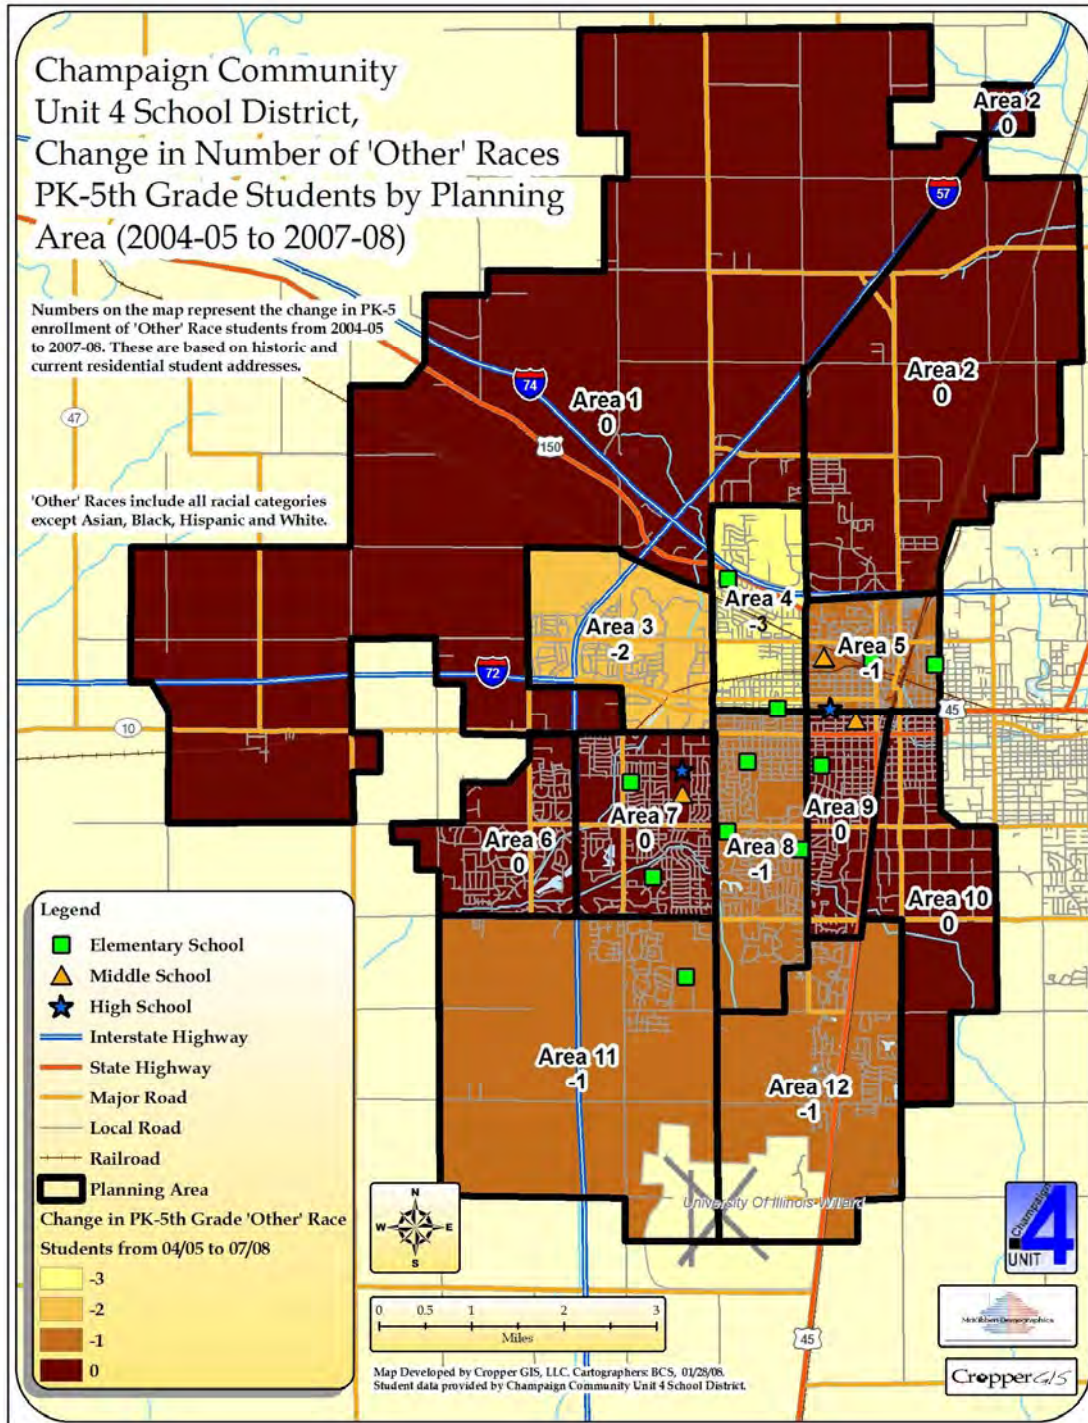 Champaign Community
Unit 4 School District,
Change in Number of 'Other' Races
PK-5th Grade Students by Planning
Area (2004-05 to 2007-08)
Numbers on the map represent the change in PK-5
enrollment of 'Other' Race students from 2004-05
to 2007-08. These are based on historic and
current residential student addresses.
'Other' Races include all racial categories
except Asian, Black, Hispanic and White.
Area 2
0
57
Area 2
0
74
Area 1
0
47
150
Area 4
-3
Area 3
-2
Area 5
-1
72
45
10
Area 9
0
Area 7
0
Area 6
0
Area 8
-1
Area 10
0
Area 11
-1
Area 12
-1
University Of Illinois-Willard
45
Legend
Elementary School
Middle School
High School
Interstate Highway
State Highway
Major Road
Local Road
Railroad
Planning Area
Change in PK-5th Grade 'Other' Race
Students from 04/05 to 07/08
-3
-2
-1
0
N
W E
S
0 0.5 1 2 3
Miles
Map Developed by Cropper GIS, LLC. Cartographers: BCS, 01/28/08.
Student data provided by Champaign Community Unit 4 School District.
Champaign
4
UNIT
McKibben Demographics
Cropper GIS